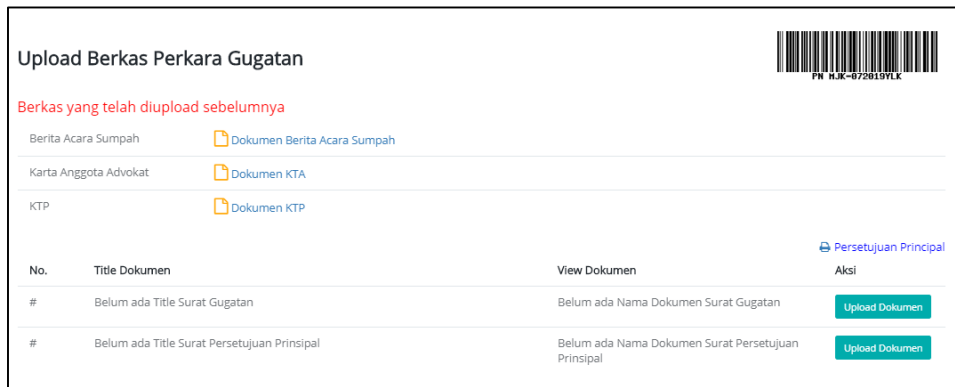 Upload Berkas Perkara Gugatan
PN MJK-072019YLK
Berkas yang telah diupload sebelumnya
Berita Acara Sumpah Dokumen Berita Acara Sumpah
Karta Anggota Advokat Dokumen KTA
KTP Dokumen KTP
Persetujuan Principal
No. Title Dokumen View Dokumen Aksi
# Belum ada Title Surat Gugatan Belum ada Nama Dokumen Surat Gugatan Upload Dokumen
# Belum ada Title Surat Persetujuan Prinsipal Belum ada Nama Dokumen Surat Persetujuan Upload Dokumen
Prinsipal